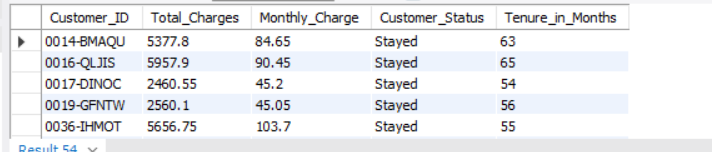 Customer_ID Total_Charges Monthly_Charge Customer_Status Tenure_in_Months
0014-BMAQU 5377.8 84.65 Stayed 63
0016-QLJIS 5957.9 90.45 Stayed 65
0017-DINOC 2460.55 45.2 Stayed 54
0019-GFNTW 2560.1 45.05 Stayed 56
0036-IHMOT 5656.75 103.7 Stayed 55
Result 54